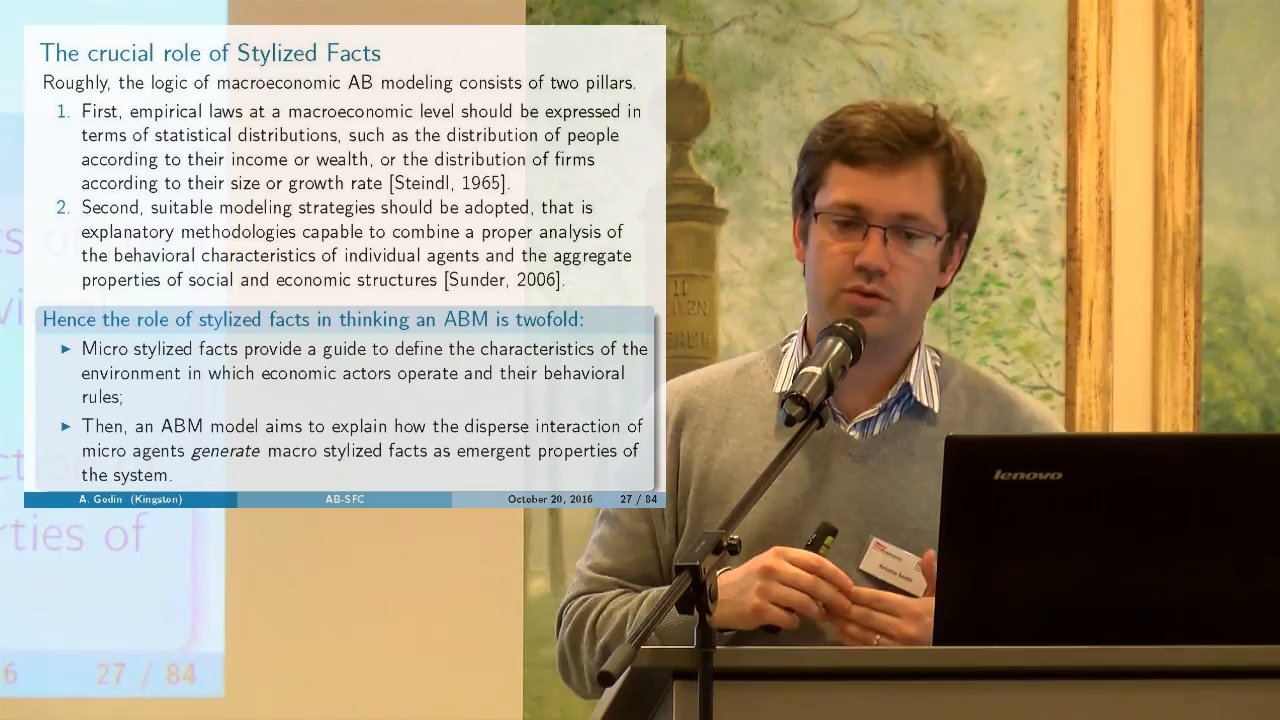 The crucial role of Stylized Facts
Roughly, the logic of macroeconomic AB modeling consists of two pillars.
1. First, empirical laws at a macroeconomic level should be expressed in
terms of statistical distributions, such as the distribution of people
according to their income or wealth, or the distribution of firms
according to their size or growth rate [Steindl, 1965].
2. Second, suitable modeling strategies should be adopted, that is
explanatory methodologies capable to combine a proper analysis of
the behavioral characteristics of individual agents and the aggregate
properties of social and economic structures [Sunder, 2006].
Hence the role of stylized facts in thinking an ABM is twofold:
▶ Micro stylized facts provide a guide to define the characteristics of the
environment in which economic actors operate and their behavioral
rules;
▶ Then, an ABM model aims to explain how the disperse interaction of
micro agents generate macro stylized facts as emergent properties of
the system.
A. Godin (Kingston) AB-SFC October 20, 2016 27 / 84
rties of
6 27 / 84
lenovo